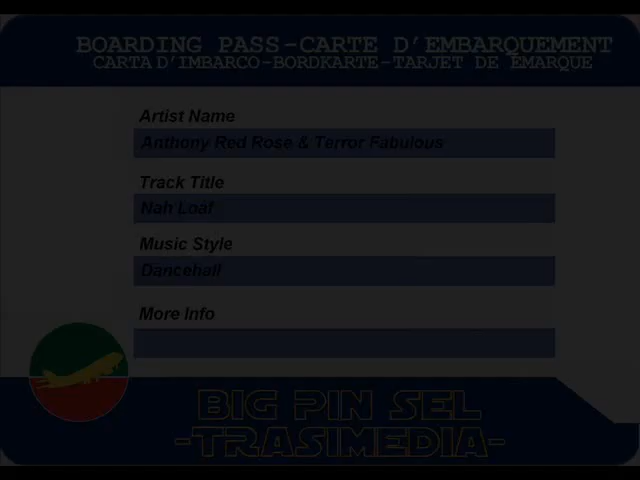 BOARDING PASS-CARTE D'EMBARQUEMENT
CARTA D'IMBARCO-BORDKARTE-TARJET DE EMARQUE
Artist Name
Anthony Red Rose & Terror Fabulous
Track Title
Nah Loaf
Music Style
Dancehall
More Info
BIG PIN SEL
-TRASIMEDIA-